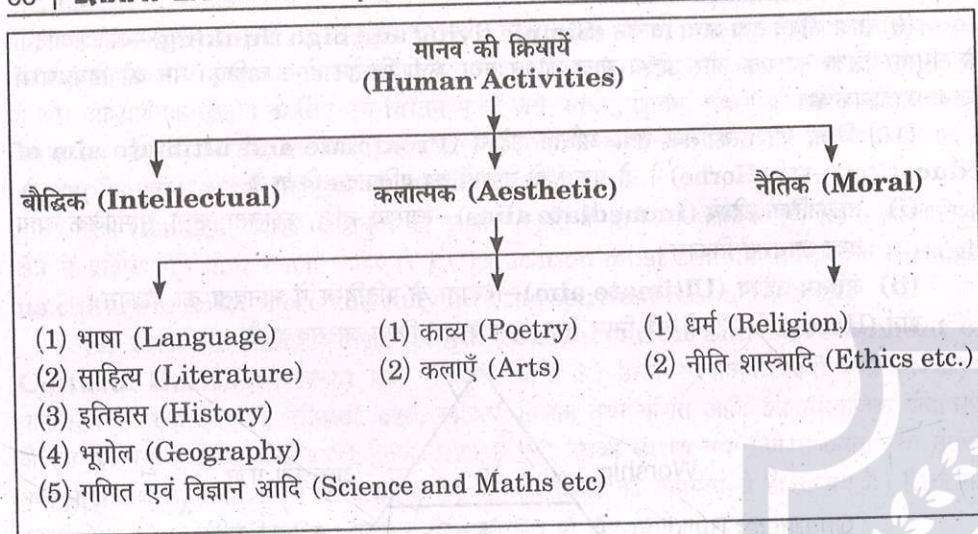 मानव की क्रियायें
(Human Activities)
बौद्धिक (Intellectual) कलात्मक (Aesthetic) नैतिक (Moral)
(1) भाषा (Language) (1) काव्य (Poetry) (1) धर्म (Religion)
(2) साहित्य (Literature) (2) कलाएँ (Arts) (2) नीति शास्त्रादि (Ethics etc.)
(3) इतिहास (History)
(4) भूगोल (Geography)
(5) गणित एवं विज्ञान आदि (Science and Maths etc)